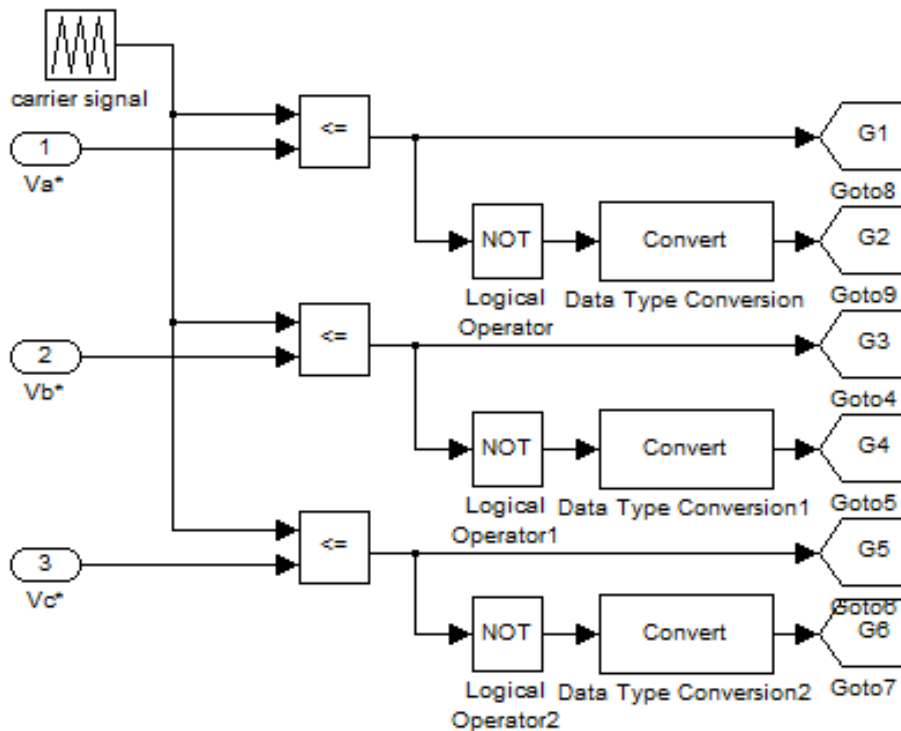 carrier signal
1
Va*
<=
G1
Goto8
NOT
Logical
Operator
Convert
Data Type Conversion
G2
Goto9
2
Vb*
<=
G3
Goto4
NOT
Logical
Operator1
Convert
Data Type Conversion1
G4
Goto5
3
Vc*
<=
G5
Goto6
NOT
Logical
Operator2
Convert
Data Type Conversion2
G6
Goto7